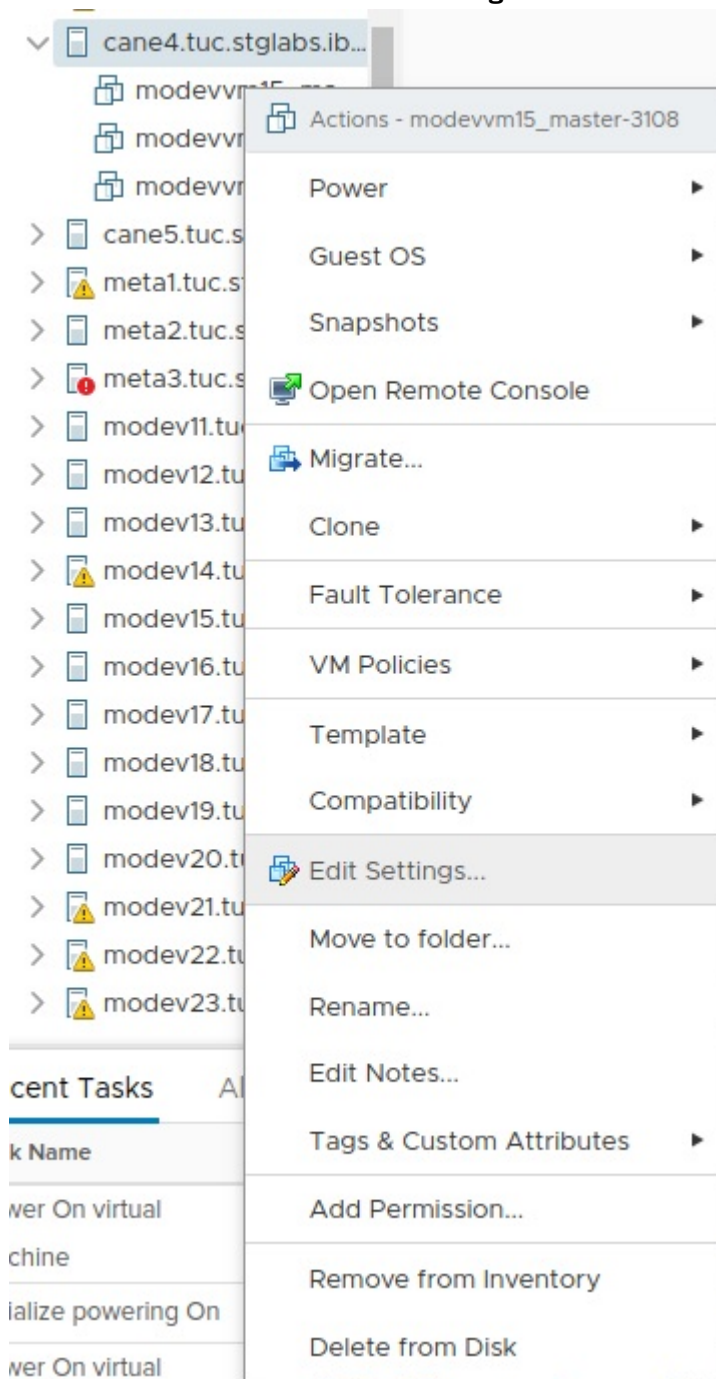 cane4.tuc.stglabs.ib...
modevvm15_ma
modevvr
modevvr
cane5.tuc.s
meta1.tuc.s
meta2.tuc.s
meta3.tuc.s
modev11.tu
modev12.tu
modev13.tu
modev14.tu
modev15.tu
modev16.tu
modev17.tu
modev18.tu
modev19.tu
modev20.t
modev21.tu
modev22.tu
modev23.tu
cent Tasks Al
k Name
wer On virtual
chine
ialize powering On
wer On virtual
Actions - modevvm15_master-3108
Power
Guest OS
Snapshots
Open Remote Console
Migrate...
Clone
Fault Tolerance
VM Policies
Template
Compatibility
Edit Settings...
Move to folder...
Rename...
Edit Notes...
Tags & Custom Attributes
Add Permission...
Remove from Inventory
Delete from Disk